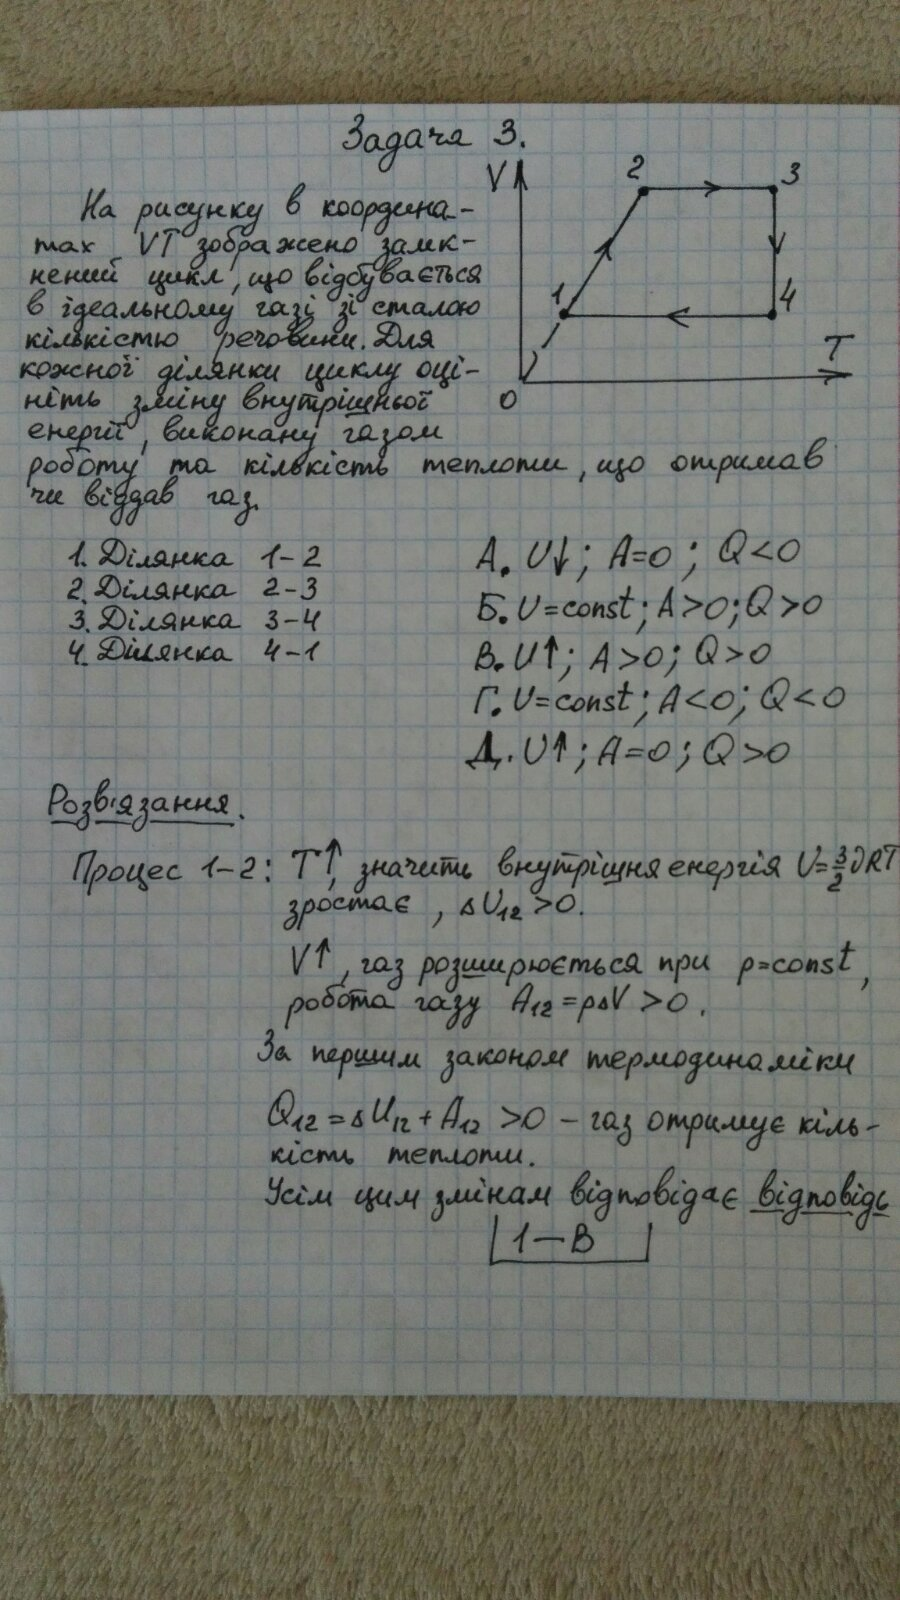 Задача 3.
На рисунку в координа-
тах VT зображено замк-
нений цикл, що відбувається
в ідеальному газі зі сталою
кількістю речовини. Для
кожної ділянки циклу оці-
ніть зміну внутрішньої
енергії, виконану газом
роботу та кількість теплоти, що отримав
чи віддав газ.
V
2
3
1
4
T
0
1. Ділянка 1-2
2. Ділянка 2-3
3. Ділянка 3-4
4. Ділянка 4-1
А. U↓; A=0; Q<0
Б. U=const; A>0; Q>0
В. U↑; A>0; Q>0
Г. U=const; A<0; Q<0
Д. U↑; A=0; Q>0
Розв'язання.
Процес 1-2: T↑, значить внутрішня енергія U=3/2 νRT
зростає, ΔU12 >0.
V↑, газ розширюється при p=const,
робота газу A12=pΔV>0.
За першим законом термодинаміки
Q12=ΔU12+A12 >0 – газ отримує кіль-
кість теплоти.
Усім цим змінам відповідає відповідь
1–В